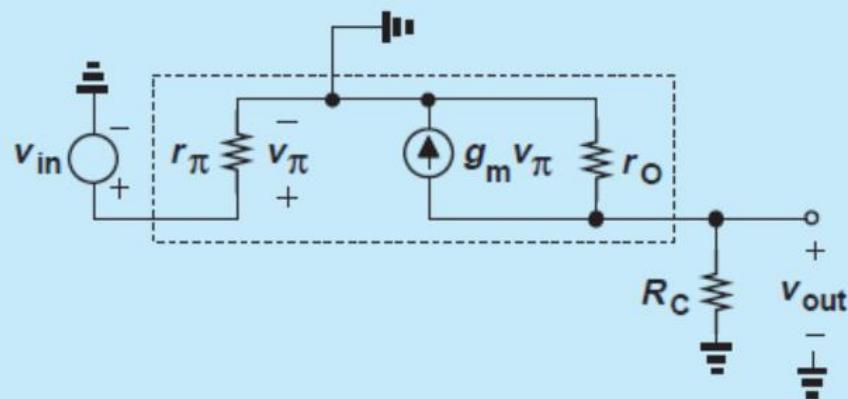 v_in − + r_π − v_π + g_m v_π r_O
R_C + v_out −